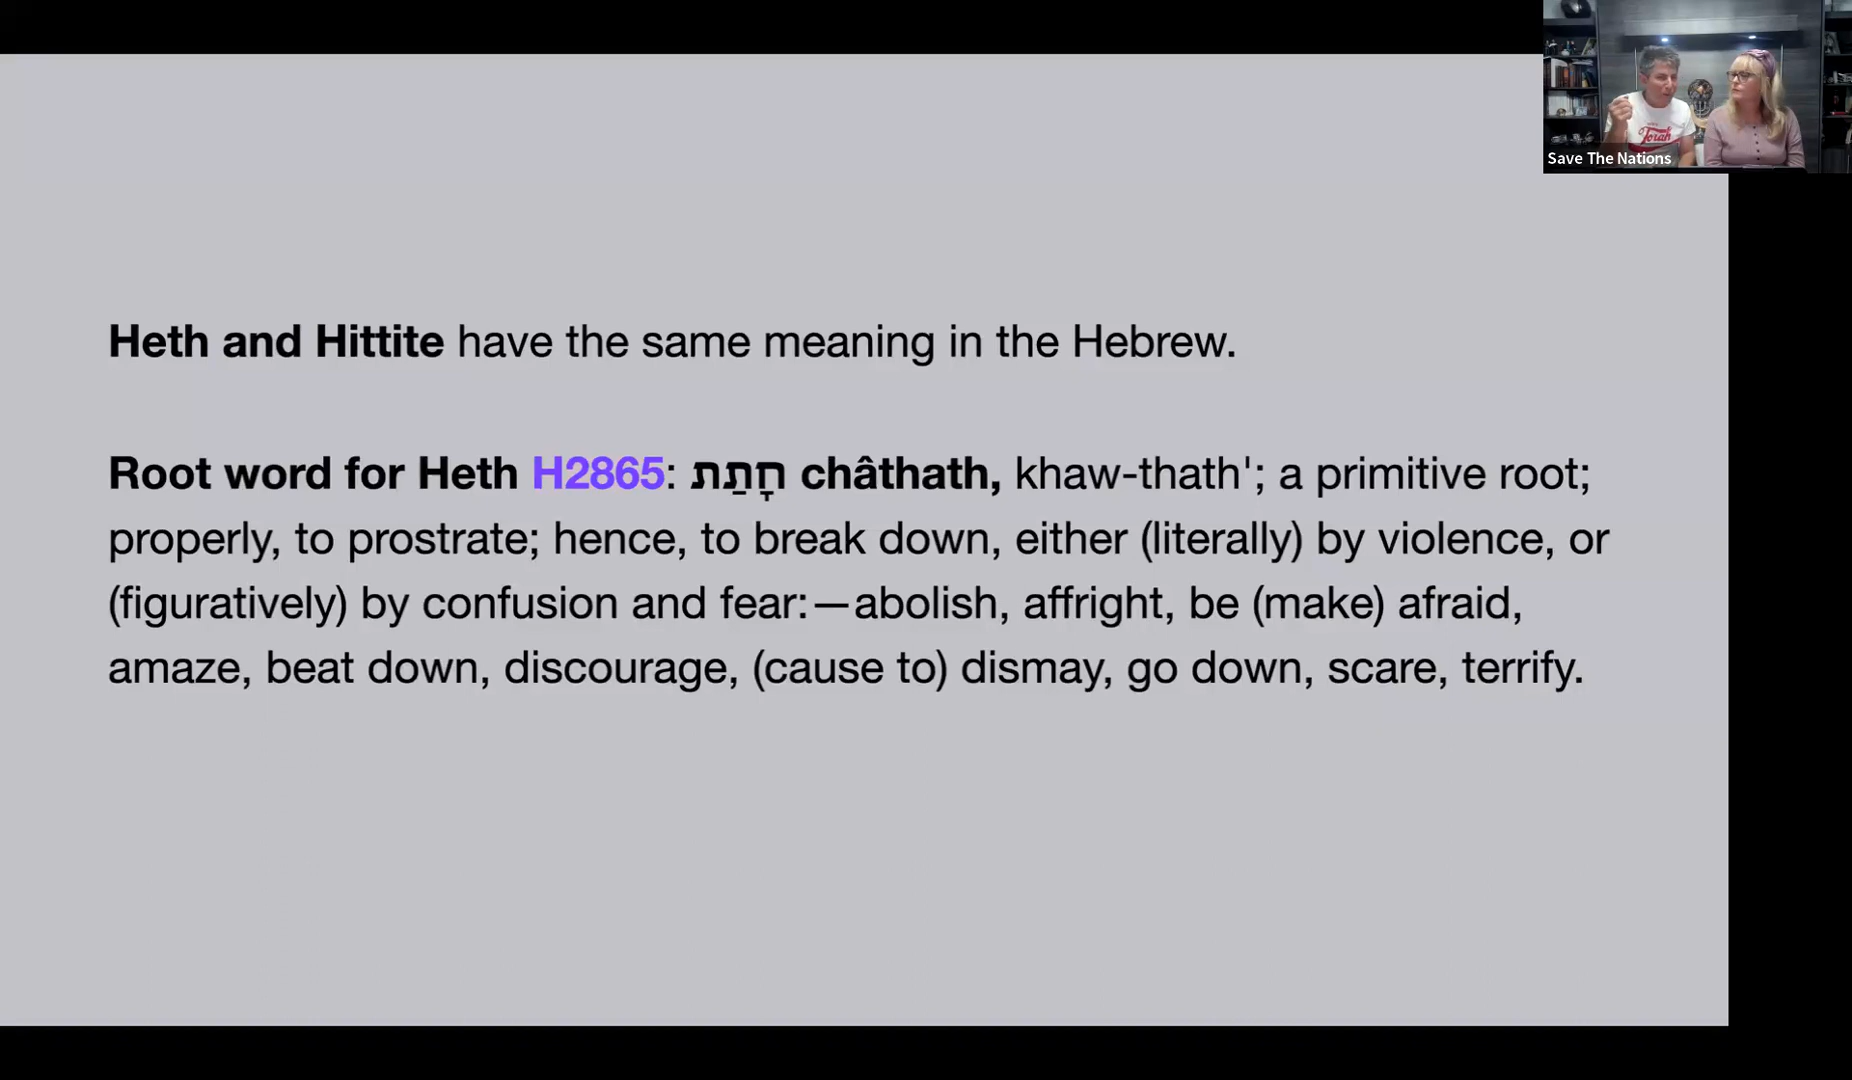 Save The Nations
Torah
Heth and Hittite have the same meaning in the Hebrew.
Root word for Heth H2865: חָתַת châthath, khaw-thath'; a primitive root;
properly, to prostrate; hence, to break down, either (literally) by violence, or
(figuratively) by confusion and fear:—abolish, affright, be (make) afraid,
amaze, beat down, discourage, (cause to) dismay, go down, scare, terrify.